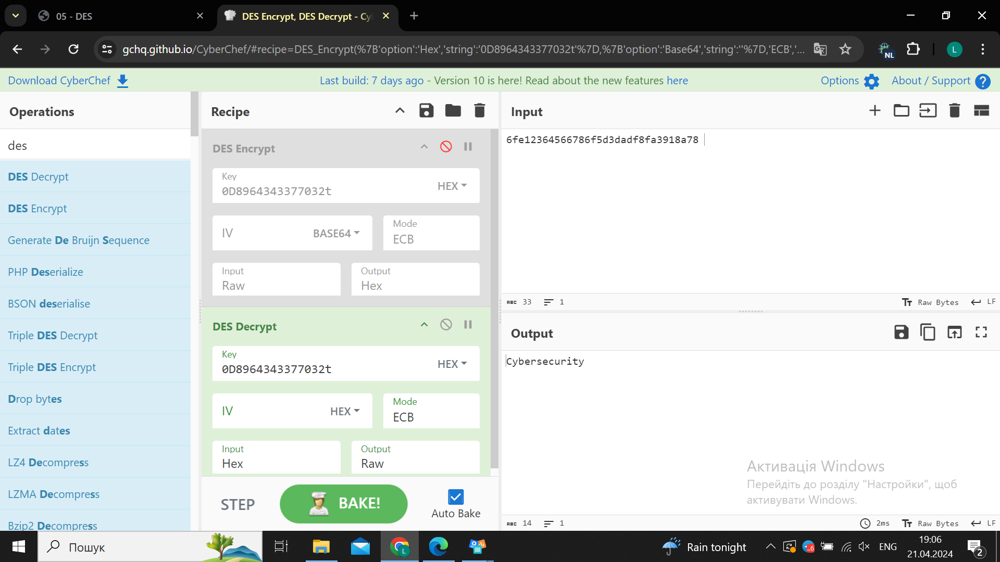 05 - DES
DES Encrypt, DES Decrypt - Cy
gchq.github.io/CyberChef/#recipe=DES_Encrypt(%7B'option':'Hex','string':'0D8964343377032t'%7D,%7B'option':'Base64','string':''%7D,'ECB','...
NL
L
Download CyberChef
Last build: 7 days ago - Version 10 is here! Read about the new features here
Options
About / Support
Operations
des
DES Decrypt
DES Encrypt
Generate De Bruijn Sequence
PHP Deserialize
BSON deserialise
Triple DES Decrypt
Triple DES Encrypt
Drop bytes
Extract dates
LZ4 Decompress
LZMA Decompress
Bzip2 Decompress
Recipe
DES Encrypt
Key
0D8964343377032t
HEX
IV
BASE64
Mode
ECB
Input
Raw
Output
Hex
DES Decrypt
Key
0D8964343377032t
HEX
IV
HEX
Mode
ECB
Input
Hex
Output
Raw
STEP
BAKE!
Auto Bake
Input
6fe12364566786f5d3dadf8fa3918a78
ABC 33
1
Raw Bytes
LF
Output
Cybersecurity
Активація Windows
Перейдіть до розділу "Настройки", щоб
активувати Windows.
ABC 14
1
2ms
Raw Bytes
LF
Пошук
L
Rain tonight
..6
ENG
19:06
21.04.2024
2